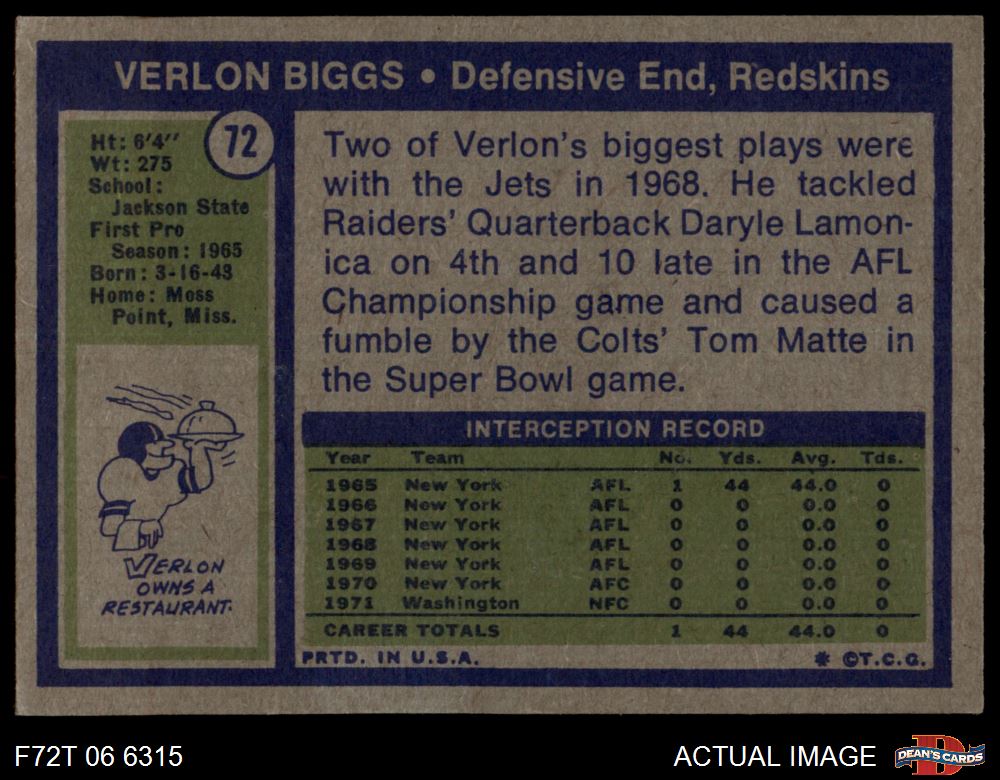 VERLON BIGGS • Defensive End, Redskins
72
Ht: 6'4"
Wt: 275
School:
Jackson State
First Pro
Season: 1965
Born: 3-16-43
Home: Moss
Point, Miss.
VERLON
OWNS A
RESTAURANT.
Two of Verlon's biggest plays were
with the Jets in 1968. He tackled
Raiders' Quarterback Daryle Lamon-
ica on 4th and 10 late in the AFL
Championship game and caused a
fumble by the Colts' Tom Matte in
the Super Bowl game.
INTERCEPTION RECORD
Year Team No. Yds. Avg. Tds.
1965 New York AFL 1 44 44.0 0
1966 New York AFL 0 0 0.0 0
1967 New York AFL 0 0 0.0 0
1968 New York AFL 0 0 0.0 0
1969 New York AFL 0 0 0.0 0
1970 New York AFC 0 0 0.0 0
1971 Washington NFC 0 0 0.0 0
CAREER TOTALS 1 44 44.0 0
PRTD. IN U.S.A. * ©T.C.G.
F72T 06 6315 ACTUAL IMAGE D DEAN'S CARDS